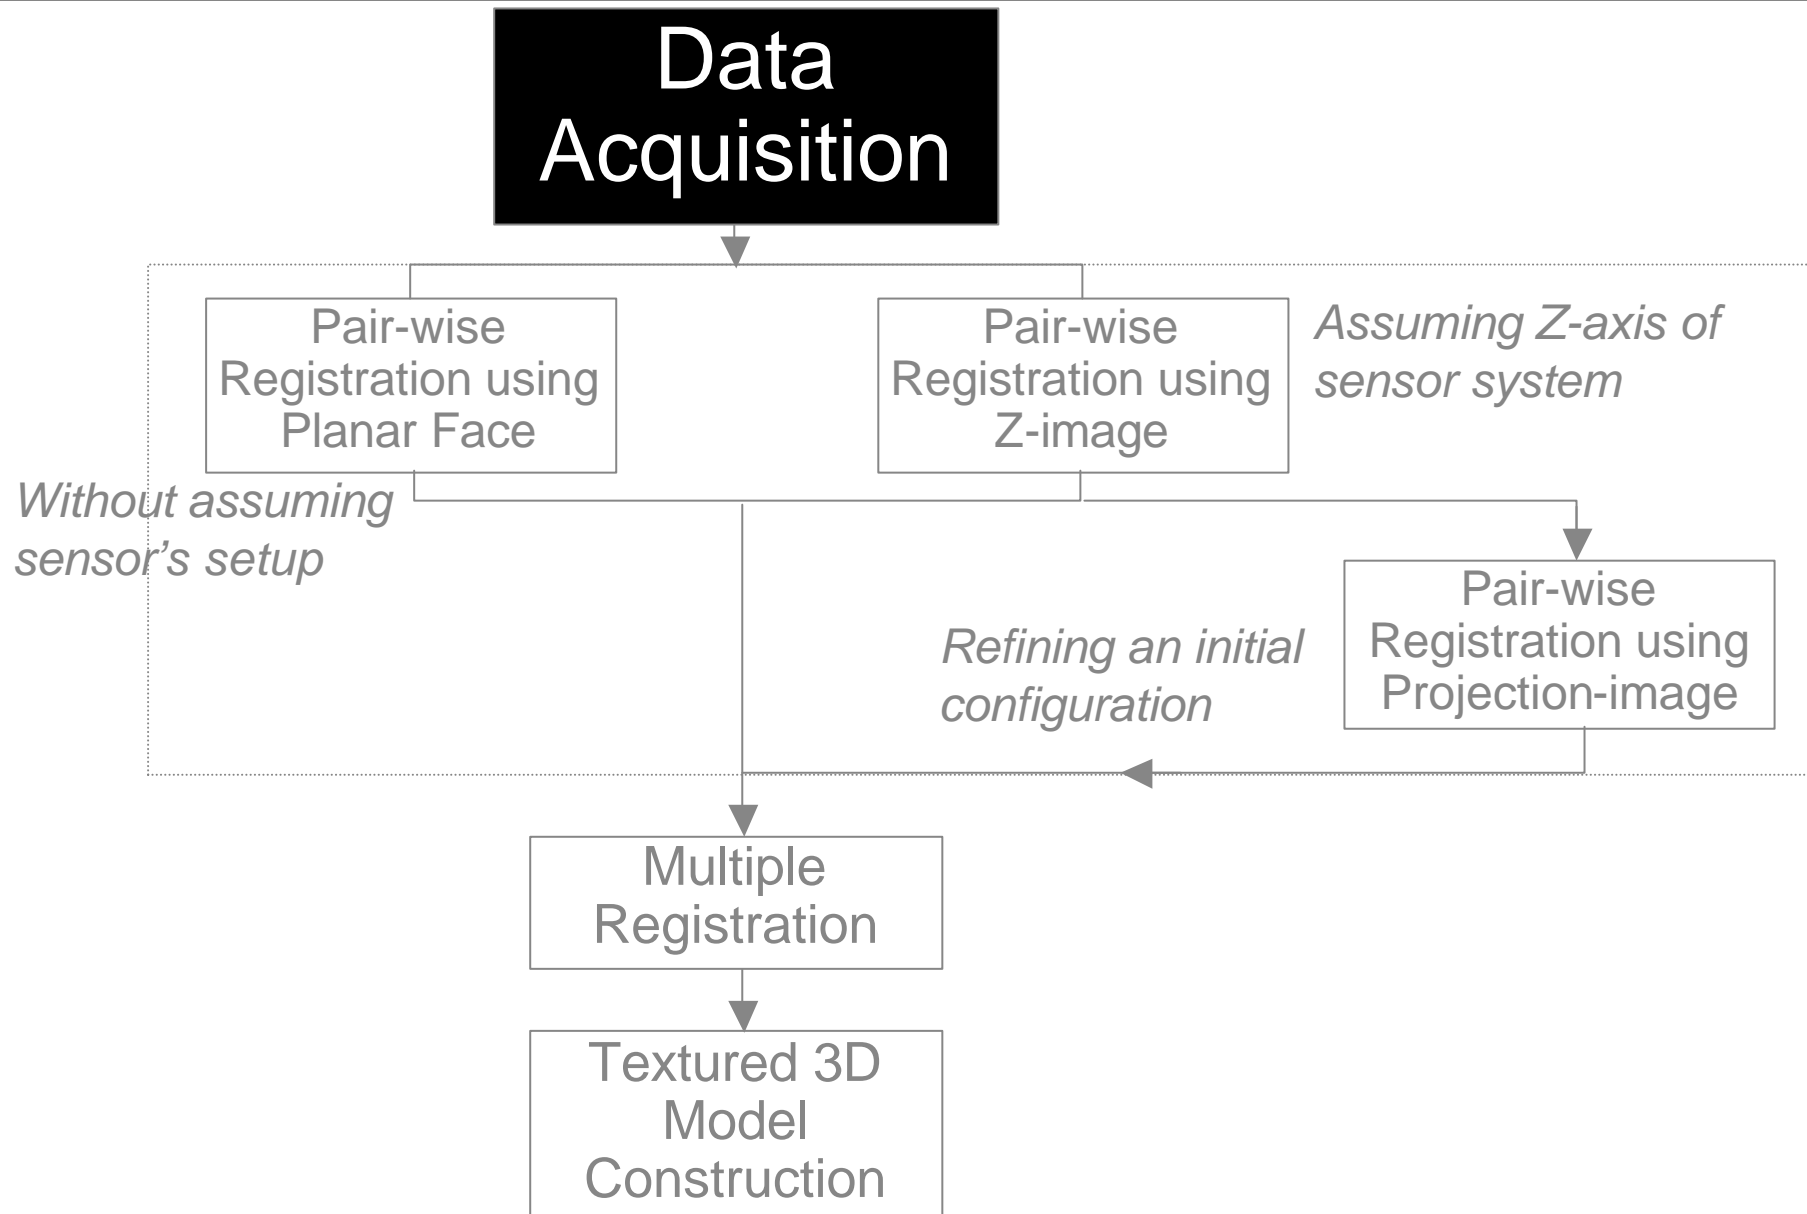 Data
Acquisition
Pair-wise
Registration using
Planar Face
Pair-wise
Registration using
Z-image
Assuming Z-axis of
sensor system
Without assuming
sensor’s setup
Pair-wise
Registration using
Projection-image
Refining an initial
configuration
Multiple
Registration
Textured 3D
Model
Construction